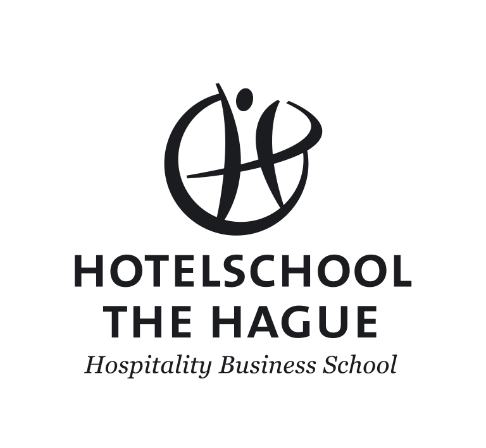 HOTELSCHOOL
THE HAGUE
Hospitality Business School